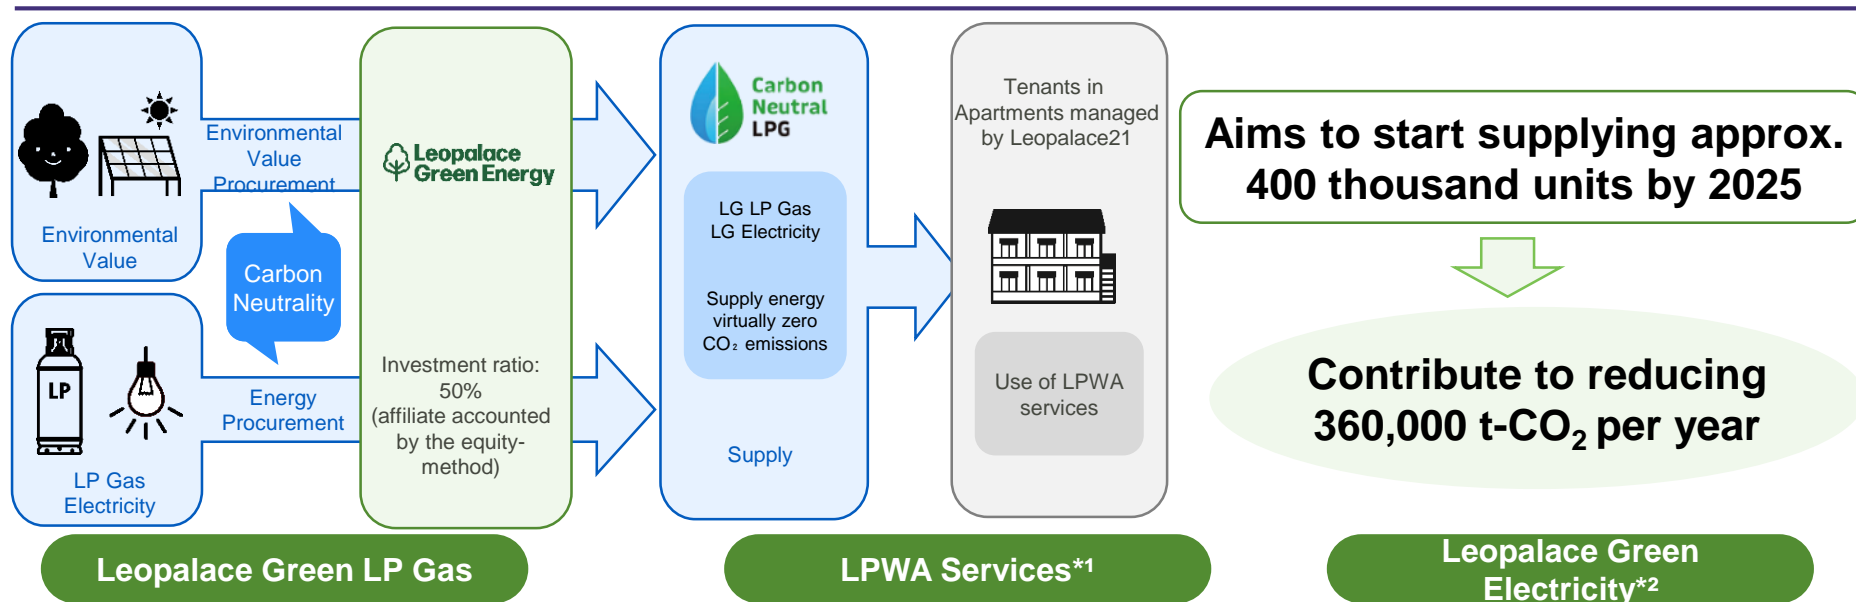 Environmental
Value
Environmental
Value
Procurement
Carbon
Neutrality
LP
LP Gas
Electricity
Energy
Procurement
Leopalace
Green Energy
Investment ratio:
50%
(affiliate accounted
by the equity-
method)
Carbon
Neutral
LPG
LG LP Gas
LG Electricity
Supply energy
virtually zero
CO₂ emissions
Supply
Tenants in
Apartments managed
by Leopalace21
Use of LPWA
services
Aims to start supplying approx.
400 thousand units by 2025
Contribute to reducing
360,000 t-CO₂ per year
Leopalace Green LP Gas
LPWA Services*¹
Leopalace Green
Electricity*²